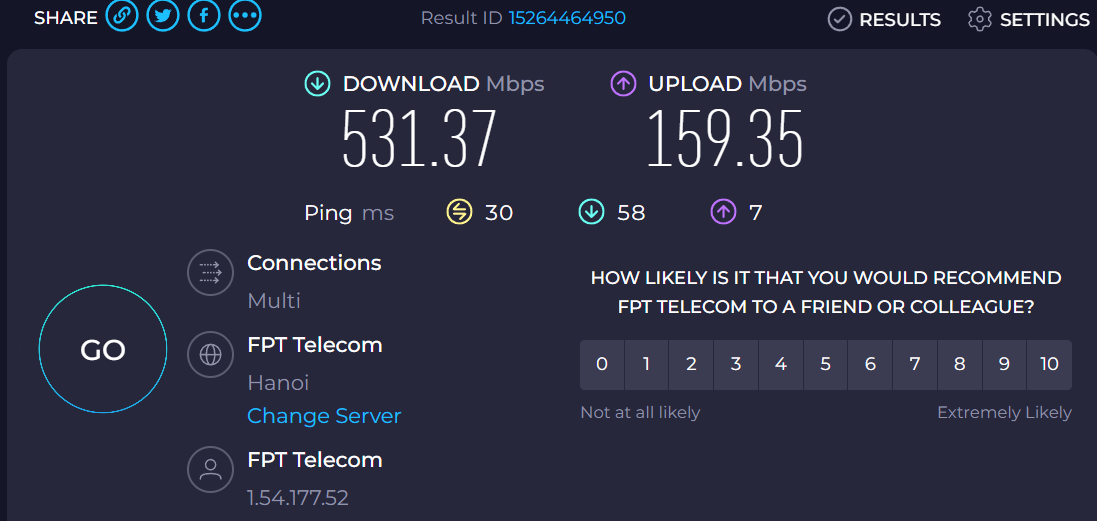 SHARE Result ID 15264464950 RESULTS SETTINGS
DOWNLOAD Mbps
531.37
UPLOAD Mbps
159.35
Ping ms 30 58 7
GO
Connections
Multi
FPT Telecom
Hanoi
Change Server
FPT Telecom
1.54.177.52
HOW LIKELY IS IT THAT YOU WOULD RECOMMEND
FPT TELECOM TO A FRIEND OR COLLEAGUE?
0 1 2 3 4 5 6 7 8 9 10
Not at all likely Extremely Likely